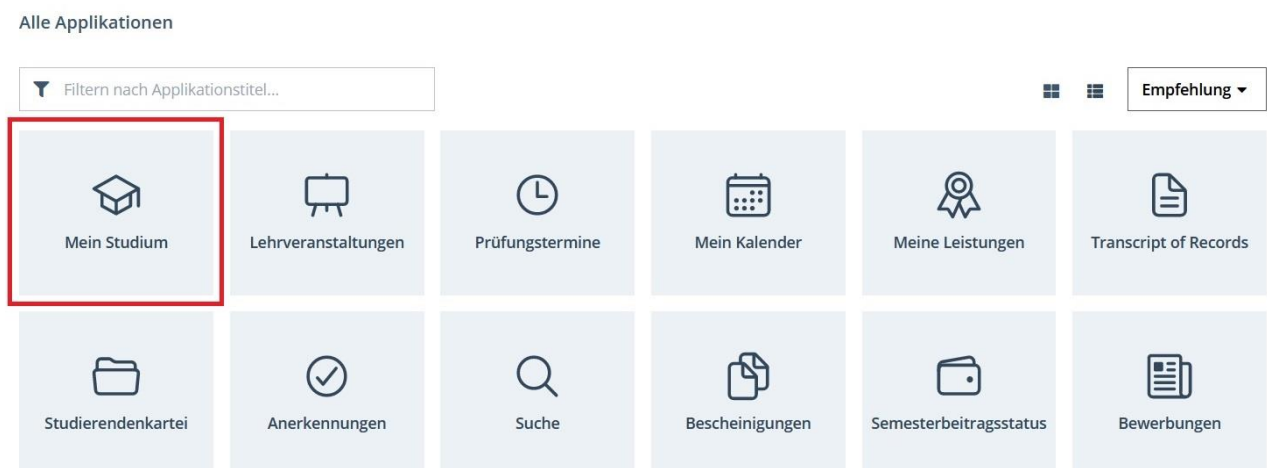 Alle Applikationen
Filtern nach Applikationstitel...
Empfehlung
Mein Studium
Lehrveranstaltungen
Prüfungstermine
Mein Kalender
Meine Leistungen
Transcript of Records
Studierendenkartei
Anerkennungen
Suche
Bescheinigungen
Semesterbeitragsstatus
Bewerbungen